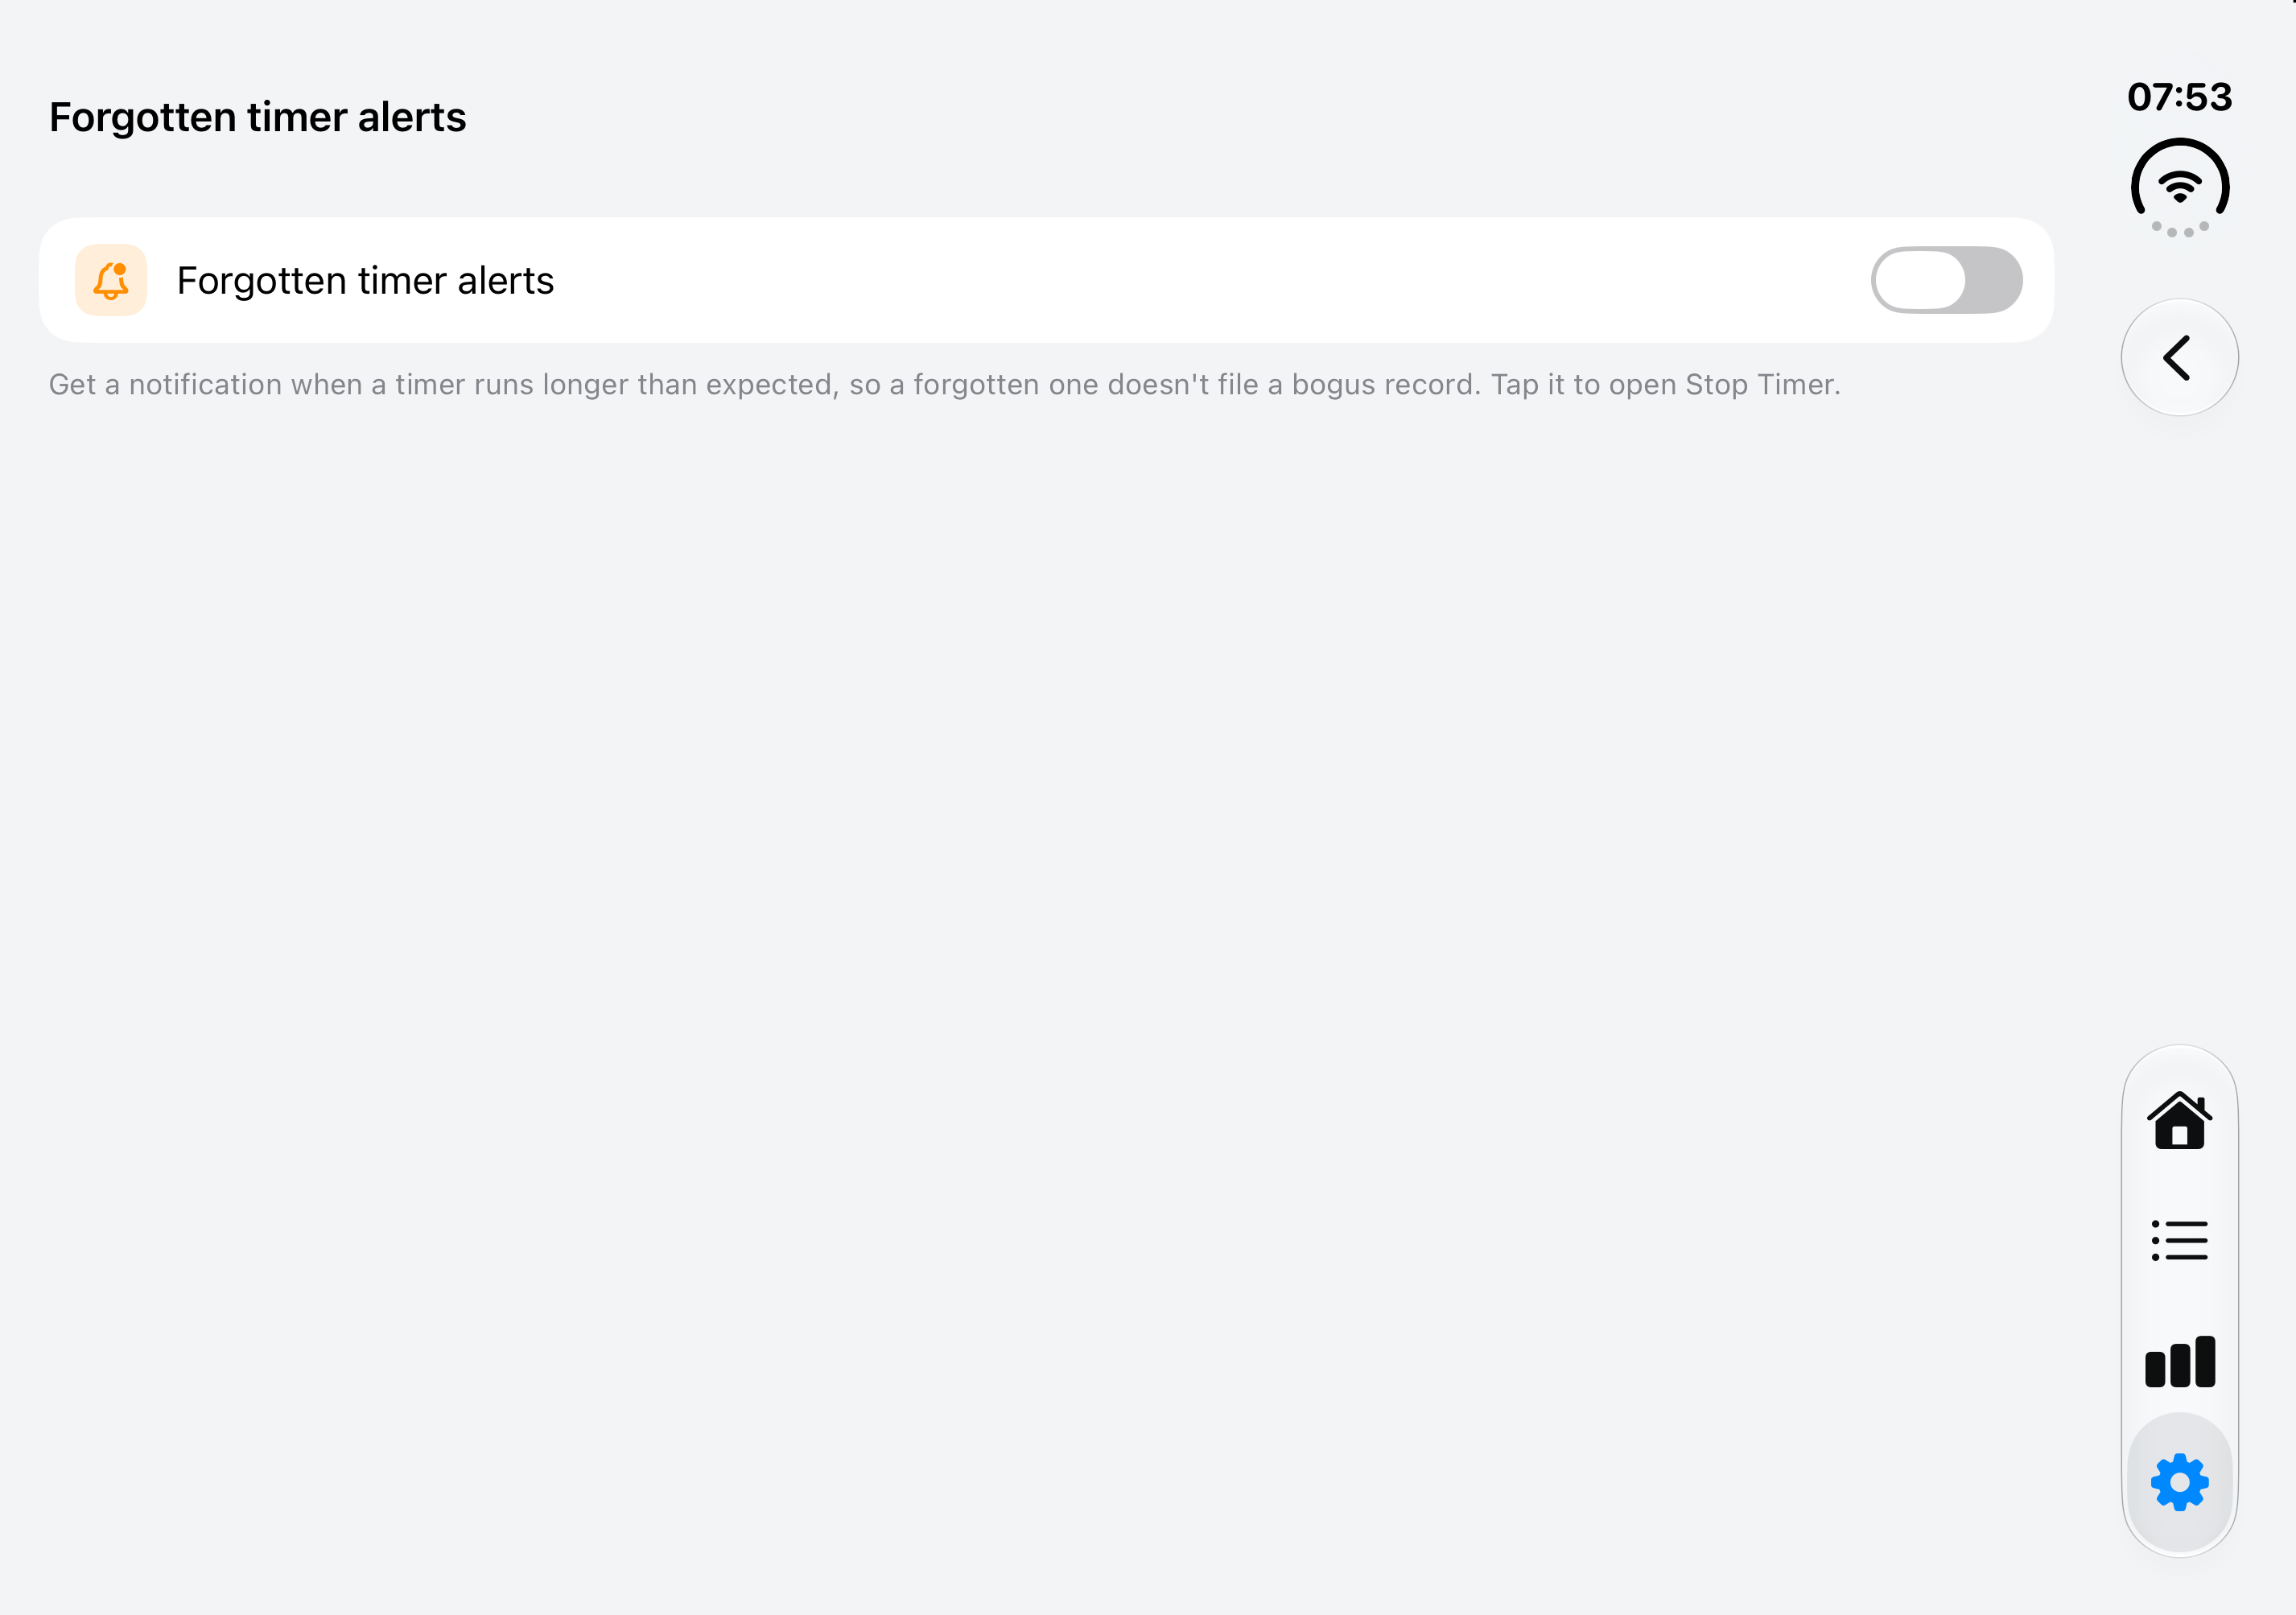 Forgotten timer alerts
07:53
Forgotten timer alerts
Get a notification when a timer runs longer than expected, so a forgotten one doesn't file a bogus record. Tap it to open Stop Timer.